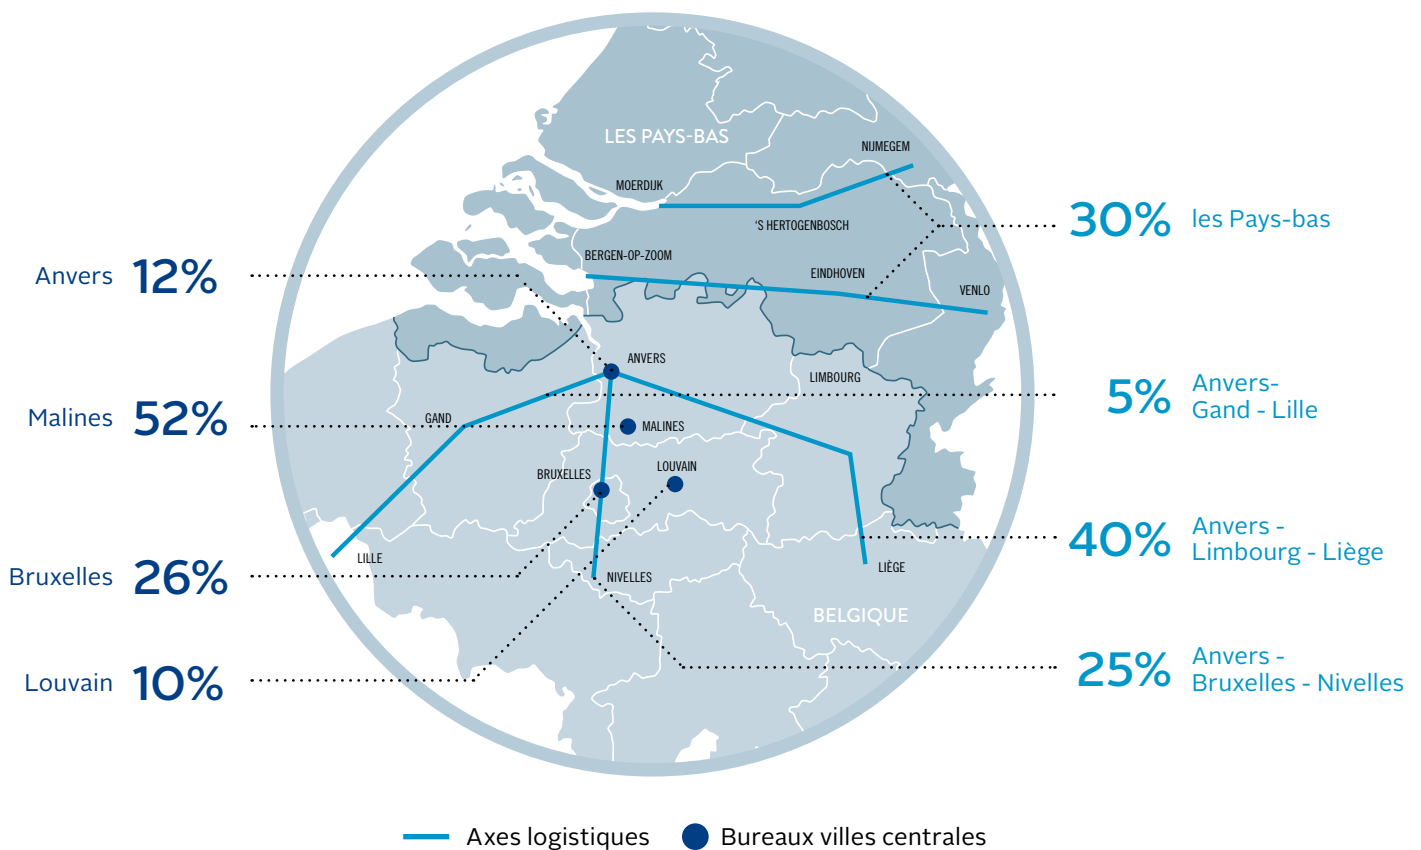 LES PAYS-BAS
NIJMEGEM
MOERDIJK
'S HERTOGENBOSCH
BERGEN-OP-ZOOM
EINDHOVEN
VENLO
ANVERS
LIMBOURG
GAND
MALINES
BRUXELLES
LOUVAIN
LILLE
NIVELLES
LIÈGE
BELGIQUE
Anvers 12%
Malines 52%
Bruxelles 26%
Louvain 10%
30% les Pays-bas
5% Anvers-
Gand - Lille
40% Anvers -
Limbourg - Liège
25% Anvers -
Bruxelles - Nivelles
Axes logistiques
Bureaux villes centrales